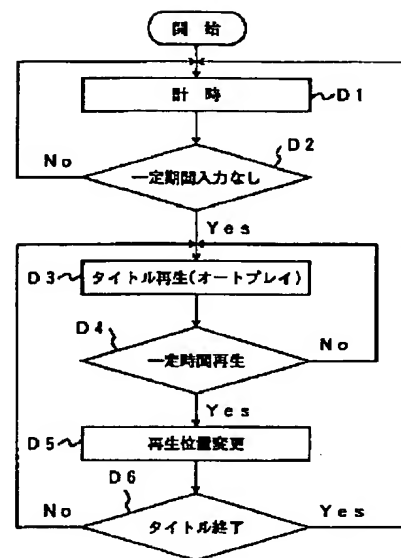 開 始
計 時
D1
D2
No
一定期間入力なし
Yes
D3
タイトル再生(オートプレイ)
D4
一定時間再生
No
Yes
D5
再生位置変更
D6
No
タイトル終了
Yes